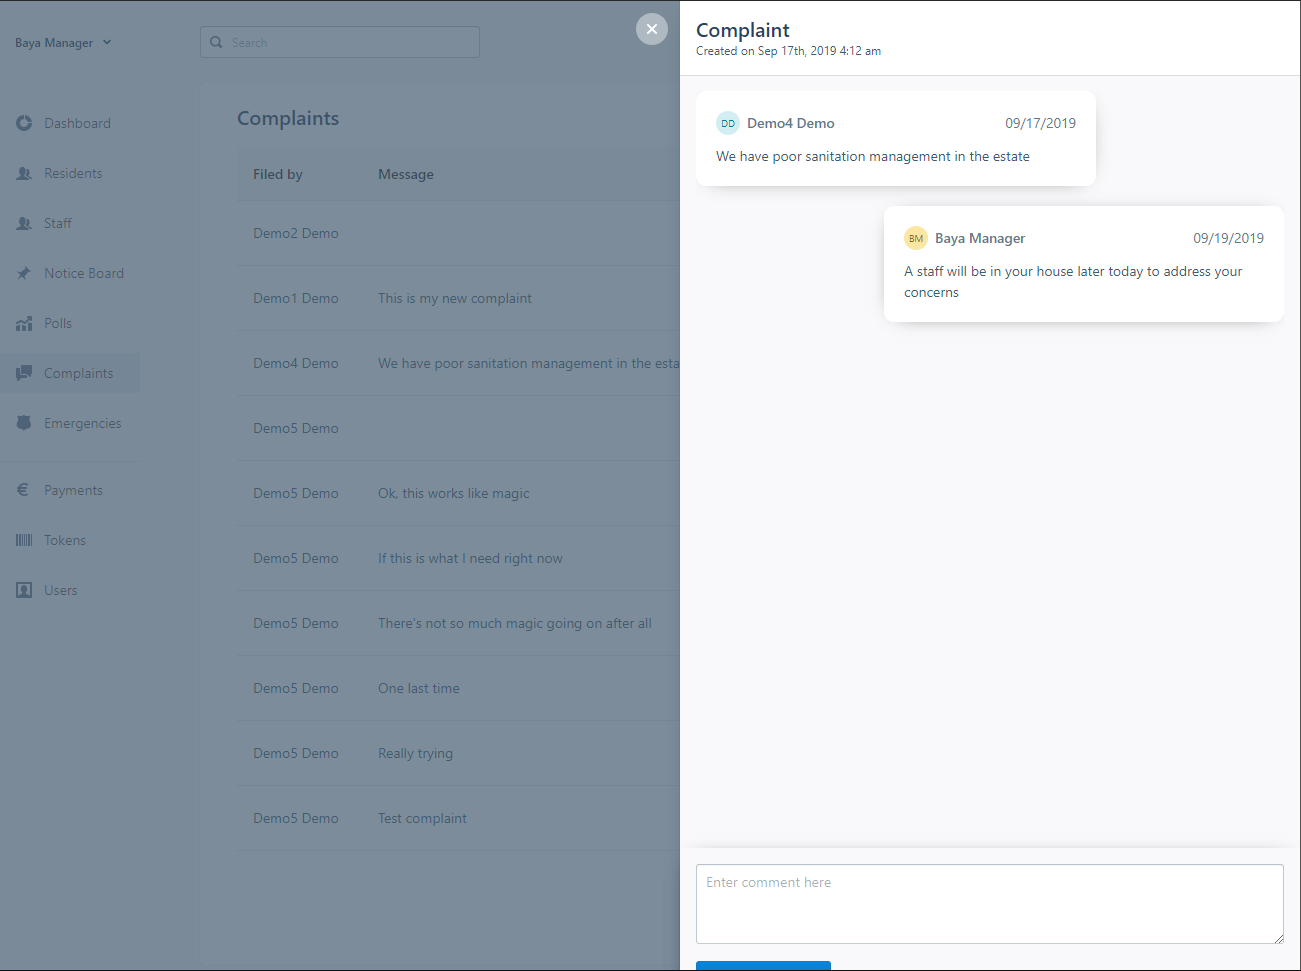 Baya Manager
Search
Dashboard
Residents
Staff
Notice Board
Polls
Complaints
Emergencies
Payments
Tokens
Users
Complaints
Filed by Message
Demo2 Demo
Demo1 Demo This is my new complaint
Demo4 Demo We have poor sanitation management in the esta
Demo5 Demo
Demo5 Demo Ok, this works like magic
Demo5 Demo If this is what I need right now
Demo5 Demo There's not so much magic going on after all
Demo5 Demo One last time
Demo5 Demo Really trying
Demo5 Demo Test complaint
Complaint
Created on Sep 17th, 2019 4:12 am
DD Demo4 Demo 09/17/2019
We have poor sanitation management in the estate
BM Baya Manager 09/19/2019
A staff will be in your house later today to address your
concerns
Enter comment here